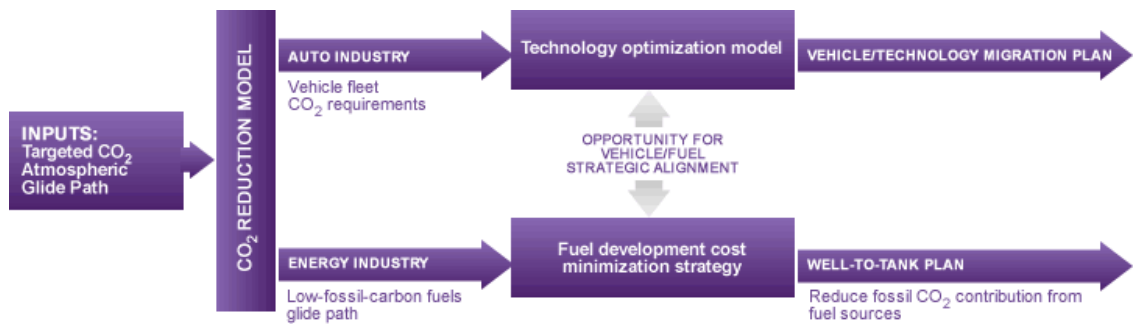 INPUTS:
Targeted CO₂
Atmospheric
Glide Path
CO₂ REDUCTION MODEL
AUTO INDUSTRY
Vehicle fleet
CO₂ requirements
Technology optimization model
VEHICLE/TECHNOLOGY MIGRATION PLAN
OPPORTUNITY FOR
VEHICLE/FUEL
STRATEGIC ALIGNMENT
ENERGY INDUSTRY
Low-fossil-carbon fuels
glide path
Fuel development cost
minimization strategy
WELL-TO-TANK PLAN
Reduce fossil CO₂ contribution from
fuel sources